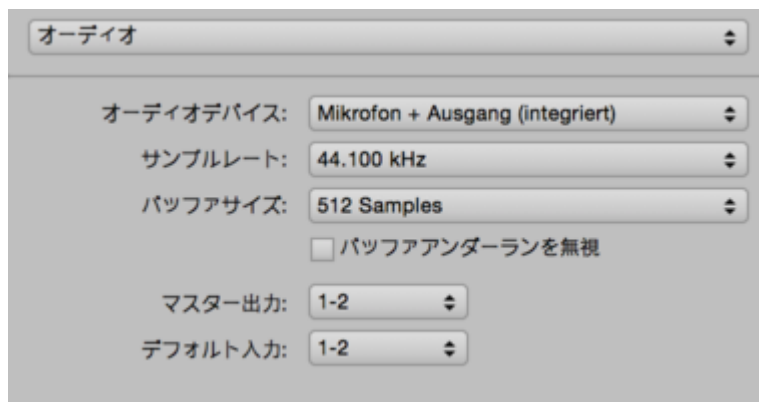 オーディオ
オーディオデバイス: Mikrofon + Ausgang (integriert)
サンプルレート: 44.100 kHz
バッファサイズ: 512 Samples
バッファアンダーランを無視
マスター出力: 1-2
デフォルト入力: 1-2